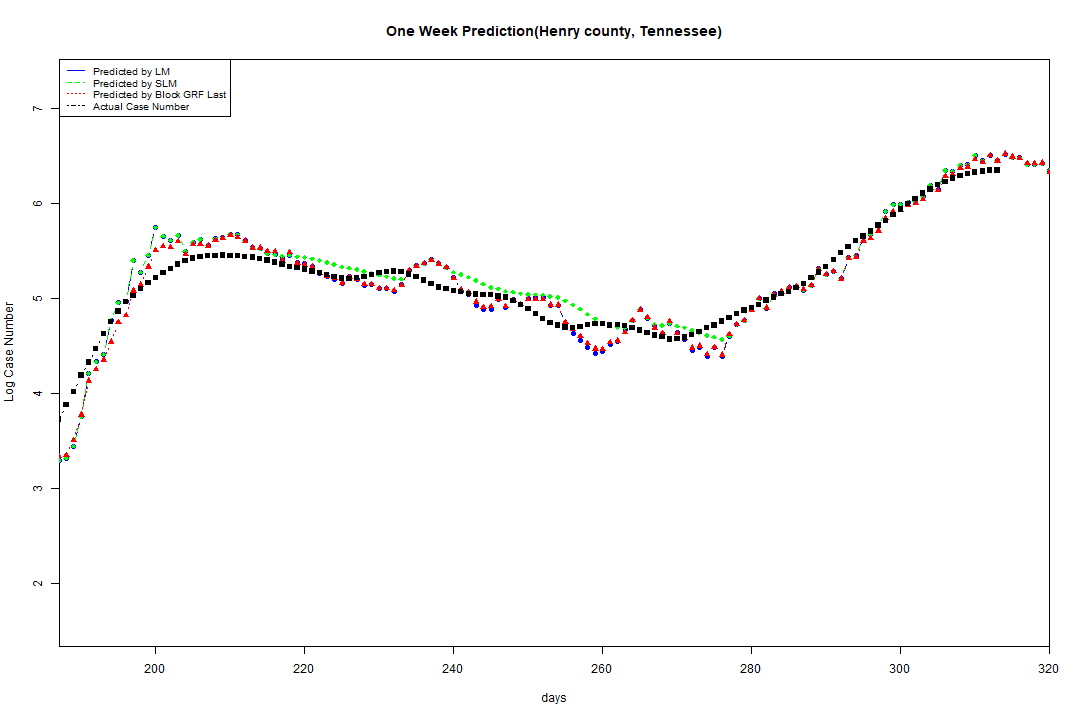 One Week Prediction(Henry county, Tennessee)
Predicted by LM
Predicted by SLM
Predicted by Block GRF Last
Actual Case Number
7
6
5
4
3
2
Log Case Number
200 220 240 260 280 300 320
days